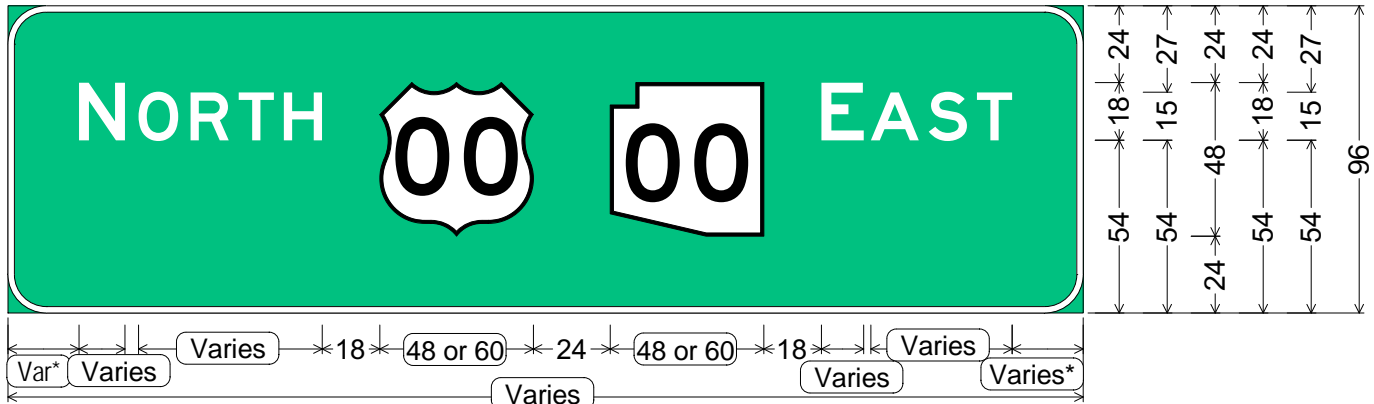 NORTH 00 00 EAST
24 27 24 24 27
18 15 18 15
48
96
54 54 54 54
24
Varies 18 48 or 60 24 48 or 60 18 Varies
Var* Varies Varies Varies*
Varies